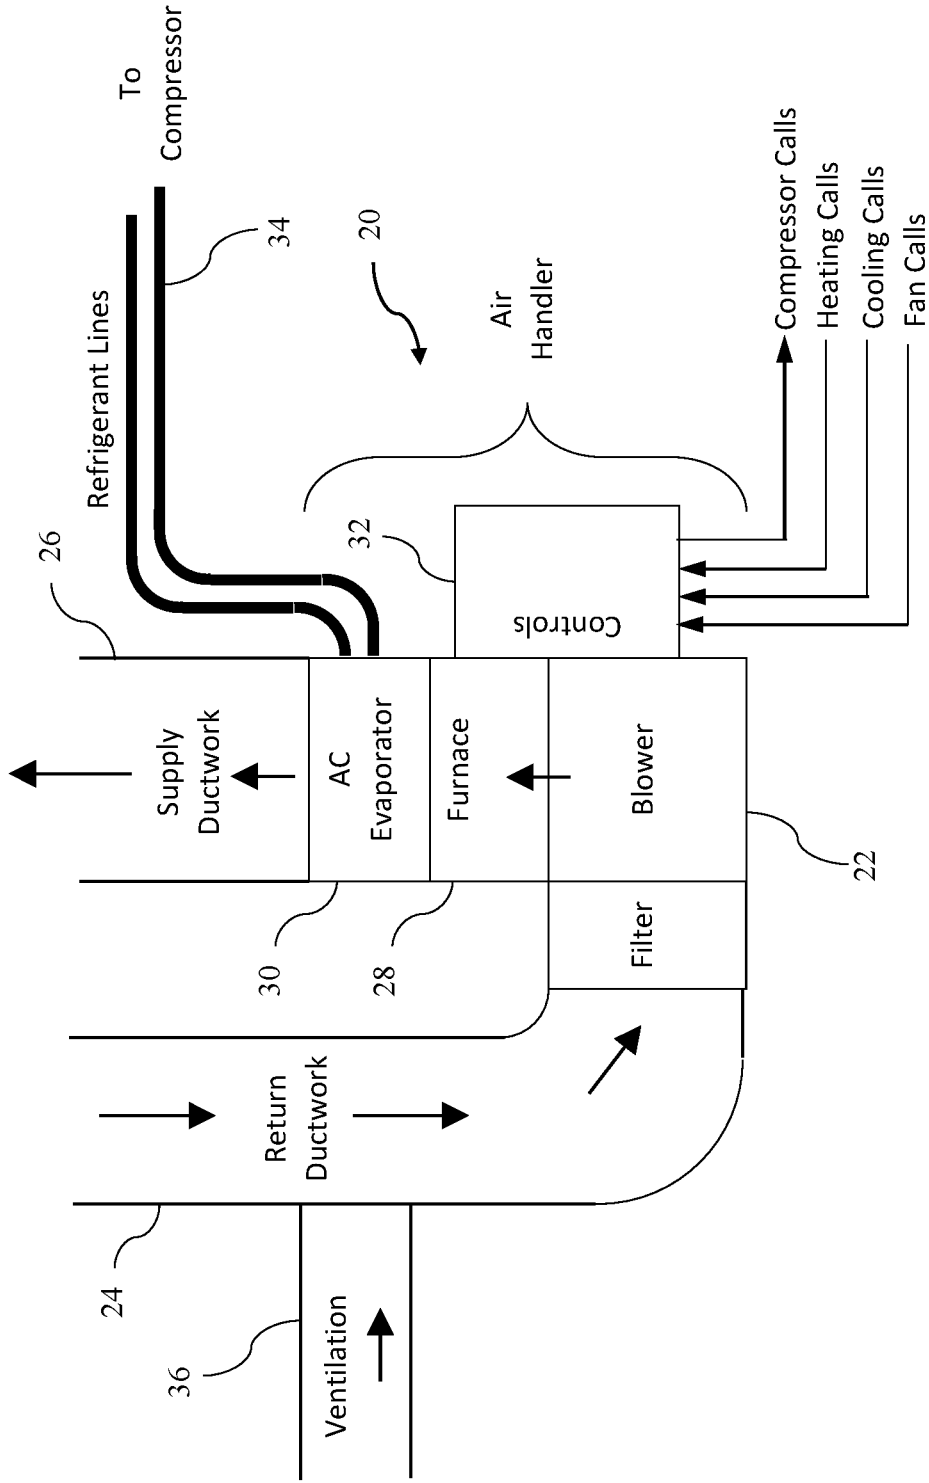 To
Compressor
Refrigerant Lines
34
20
Air
Handler
26
32
Controls
Compressor Calls
Heating Calls
Cooling Calls
Fan Calls
Supply
Ductwork
AC
Evaporator
Furnace
Blower
22
30
28
Filter
Return
Ductwork
24
36
Ventilation